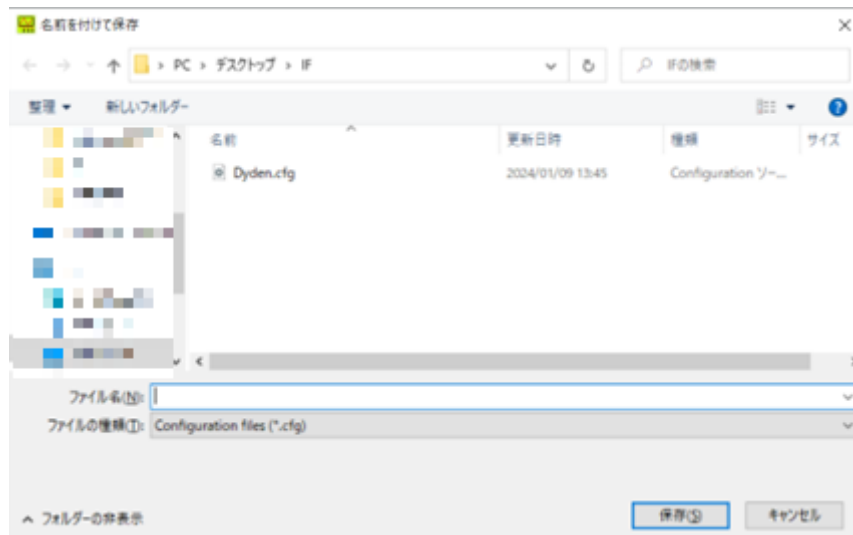 名前を付けて保存
PC › デスクトップ › IF
IFの検索
整理 新しいフォルダー
名前 更新日時 種類 サイズ
Dyden.cfg 2024/01/09 13:45 Configuration ソー...
ファイル名(N):
ファイルの種類(T): Configuration files (*.cfg)
フォルダーの非表示 保存(S) キャンセル